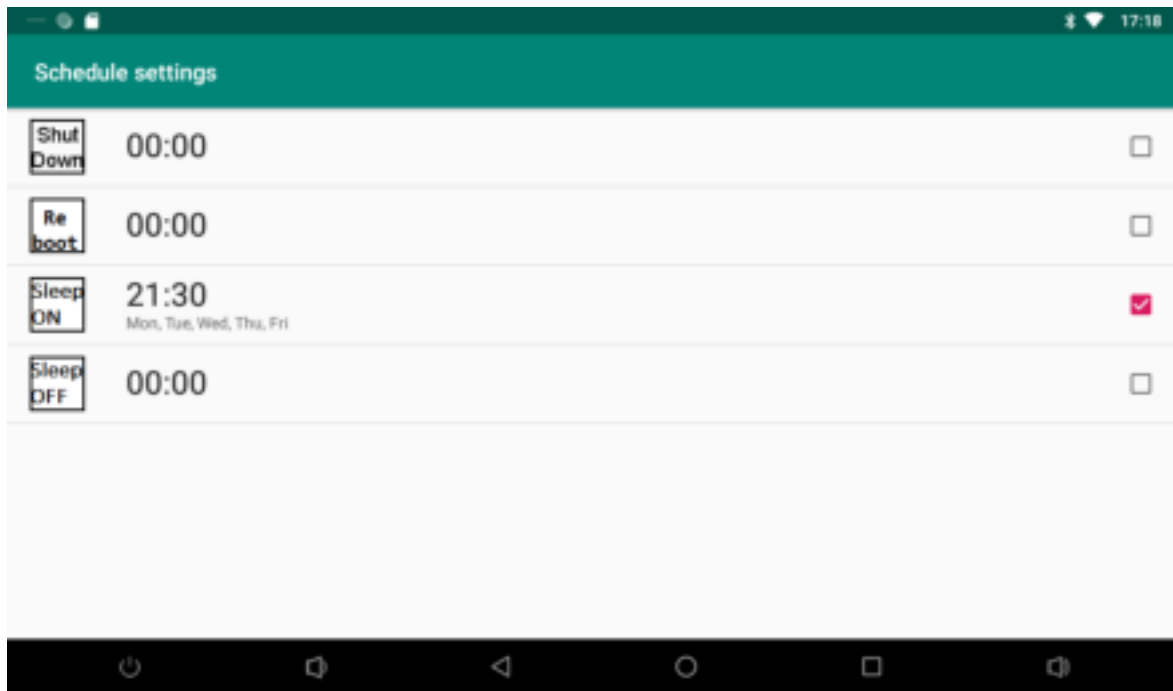 17:18
Schedule settings
Shut
Down
00:00
Re
boot
00:00
Sleep
ON
21:30
Mon, Tue, Wed, Thu, Fri
Sleep
OFF
00:00